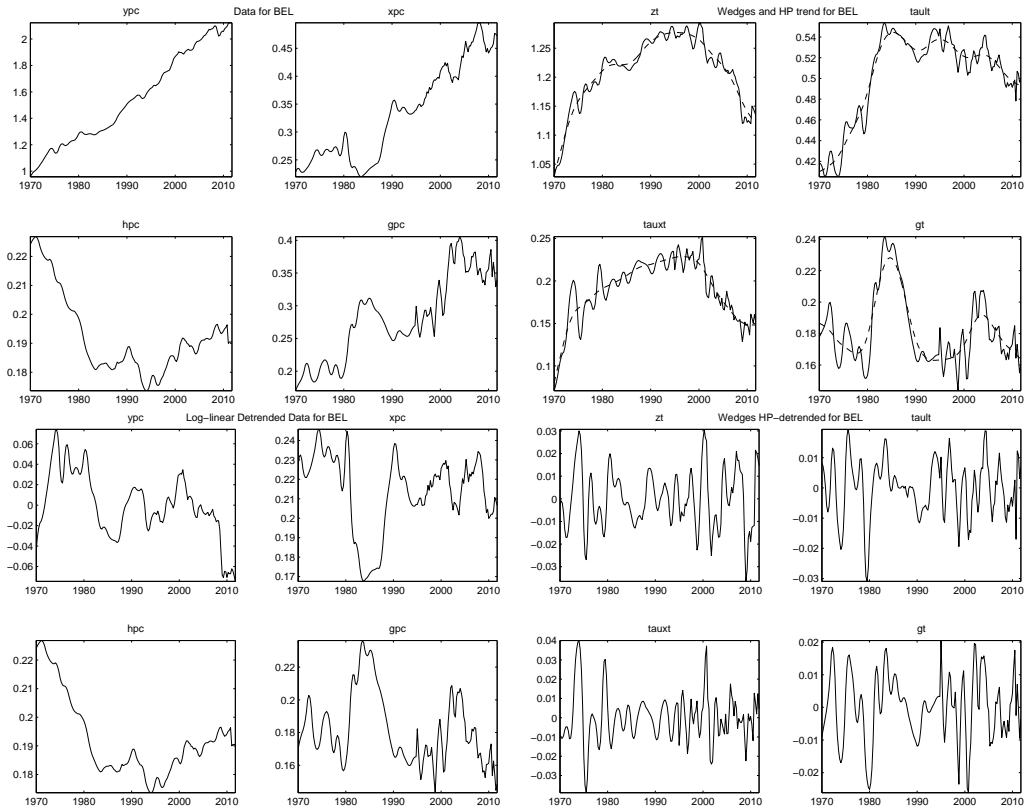 Data for BEL
ypc
2
1.8
1.6
1.4
1.2
1
1970 1980 1990 2000 2010
xpc
0.45
0.4
0.35
0.3
0.25
1970 1980 1990 2000 2010
Wedges and HP trend for BEL
zt
1.25
1.2
1.15
1.1
1.05
1970 1980 1990 2000 2010
tault
0.54
0.52
0.5
0.48
0.46
0.44
0.42
1970 1980 1990 2000 2010
hpc
0.22
0.21
0.2
0.19
0.18
1970 1980 1990 2000 2010
gpc
0.4
0.35
0.3
0.25
0.2
1970 1980 1990 2000 2010
tauxt
0.25
0.2
0.15
0.1
1970 1980 1990 2000 2010
gt
0.24
0.22
0.2
0.18
0.16
1970 1980 1990 2000 2010
Log−linear Detrended Data for BEL
ypc
0.06
0.04
0.02
0
−0.02
−0.04
−0.06
1970 1980 1990 2000 2010
xpc
0.24
0.23
0.22
0.21
0.2
0.19
0.18
0.17
1970 1980 1990 2000 2010
Wedges HP−detrended for BEL
zt
0.03
0.02
0.01
0
−0.01
−0.02
−0.03
1970 1980 1990 2000 2010
tault
0.01
0
−0.01
−0.02
−0.03
1970 1980 1990 2000 2010
hpc
0.22
0.21
0.2
0.19
0.18
1970 1980 1990 2000 2010
gpc
0.22
0.2
0.18
0.16
1970 1980 1990 2000 2010
tauxt
0.04
0.03
0.02
0.01
0
−0.01
−0.02
−0.03
1970 1980 1990 2000 2010
gt
0.02
0.01
0
−0.01
−0.02
1970 1980 1990 2000 2010